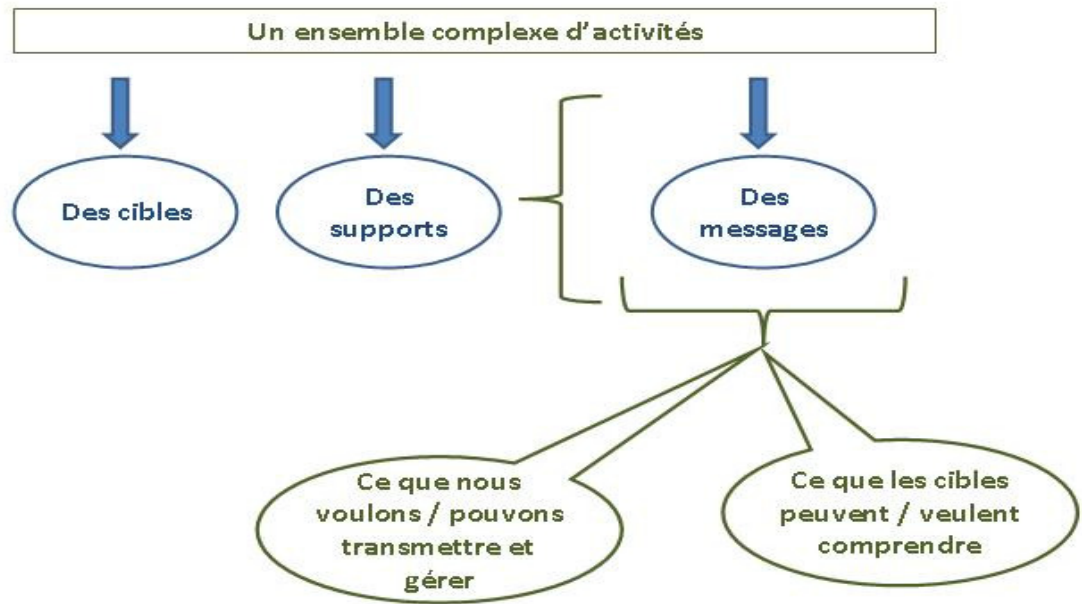 Un ensemble complexe d’activités
Des cibles
Des
supports
Des
messages
Ce que nous
voulons / pouvons
transmettre et
gérer
Ce que les cibles
peuvent / veulent
comprendre